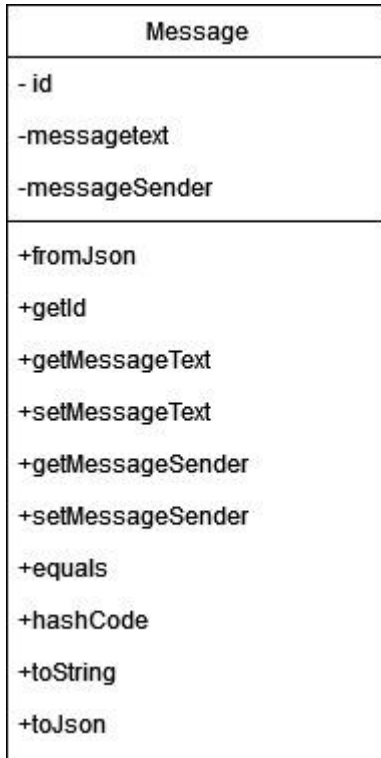 Message
- id
-messagetext
-messageSender
+fromJson
+getId
+getMessageText
+setMessageText
+getMessageSender
+setMessageSender
+equals
+hashCode
+toString
+toJson